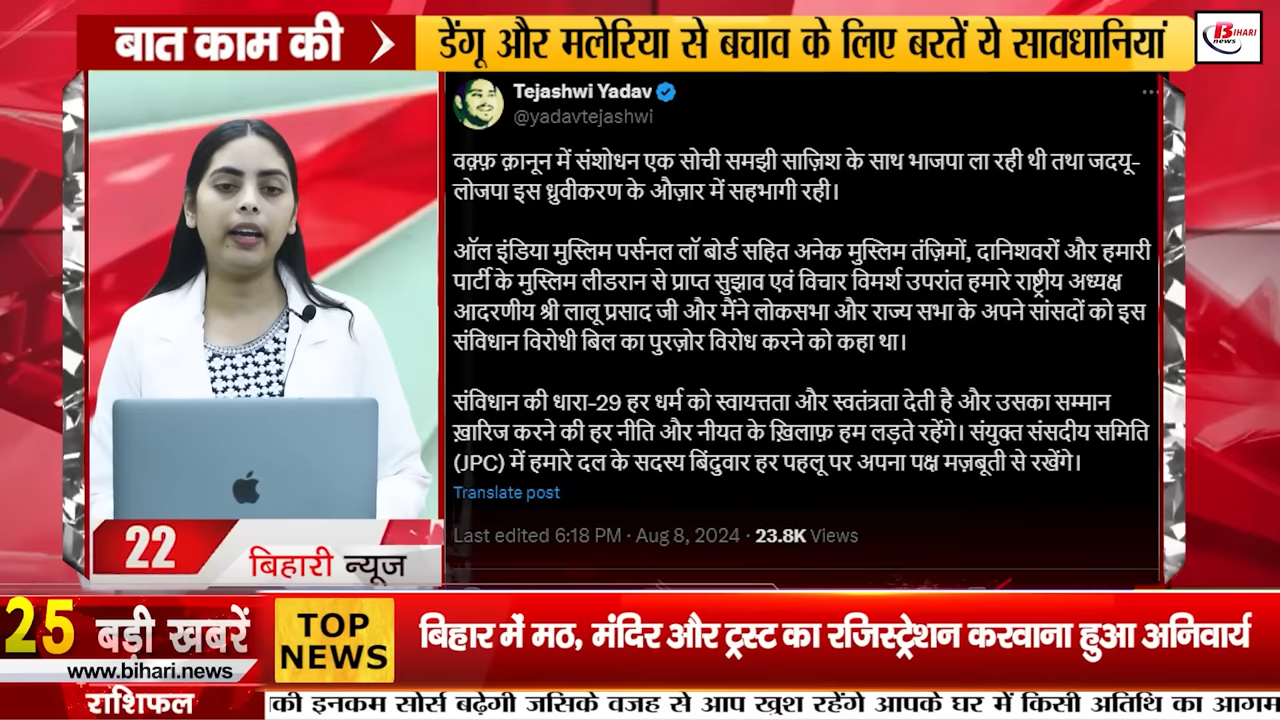 बात काम की
डेंगू और मलेरिया से बचाव के लिए बरतें ये सावधानियां
BIHARI
news
Tejashwi Yadav
@yadavtejashwi
वक़्फ़ क़ानून में संशोधन एक सोची समझी साज़िश के साथ भाजपा ला रही थी तथा जदयू-
लोजपा इस ध्रुवीकरण के औज़ार में सहभागी रही।
ऑल इंडिया मुस्लिम पर्सनल लॉ बोर्ड सहित अनेक मुस्लिम तंज़िमों, दानिशवरों और हमारी
पार्टी के मुस्लिम लीडरान से प्राप्त सुझाव एवं विचार विमर्श उपरांत हमारे राष्ट्रीय अध्यक्ष
आदरणीय श्री लालू प्रसाद जी और मैंने लोकसभा और राज्य सभा के अपने सांसदों को इस
संविधान विरोधी बिल का पुरज़ोर विरोध करने को कहा था।
संविधान की धारा-29 हर धर्म को स्वायत्तता और स्वतंत्रता देती है और उसका सम्मान
ख़ारिज करने की हर नीति और नीयत के ख़िलाफ़ हम लड़ते रहेंगे। संयुक्त संसदीय समिति
(JPC) में हमारे दल के सदस्य बिंदुवार हर पहलू पर अपना पक्ष मज़बूती से रखेंगे।
Translate post
Last edited 6:18 PM · Aug 8, 2024 · 23.8K Views
22
बिहारी न्यूज
25 बड़ी खबरें
www.bihari.news
TOP
NEWS
बिहार में मठ, मंदिर और ट्रस्ट का रजिस्ट्रेशन करवाना हुआ अनिवार्य
राशिफल
की इनकम सोर्स बढ़ेगी जिसके वजह से आप खुश रहेंगे आपके घर में किसी अतिथि का आगम